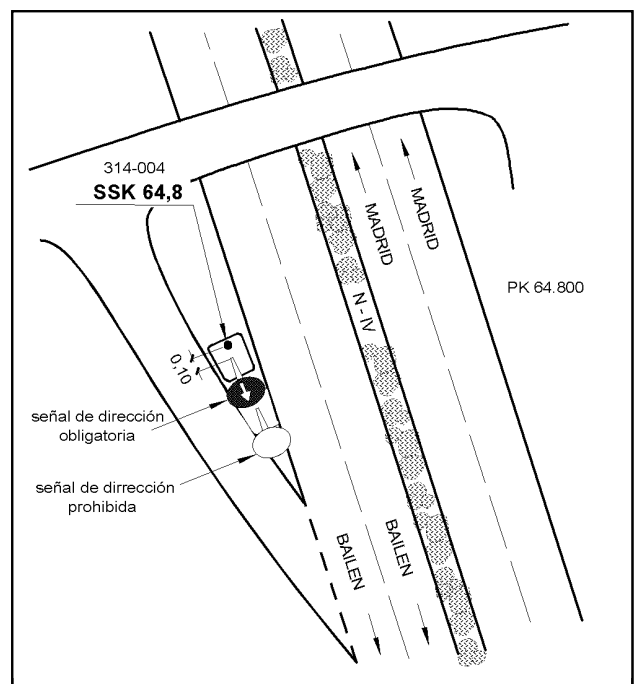 314-004
SSK 64,8
MADRID
MADRID
PK 64.800
N - IV
0,10
señal de dirección
obligatoria
señal de dirrección
prohibida
BAILEN
BAILEN